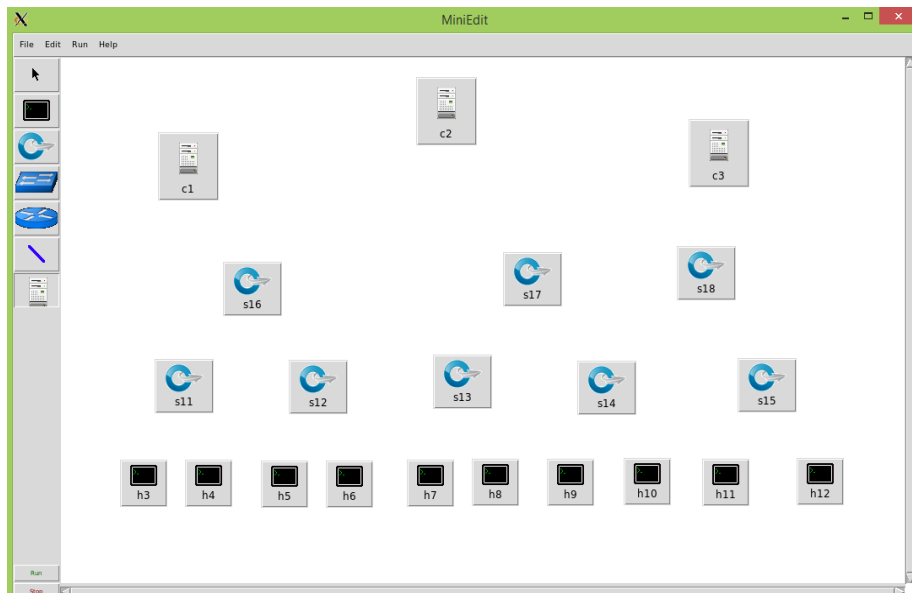 MiniEdit
File Edit Run Help
c2
c1
c3
s16
s17
s18
s11
s12
s13
s14
s15
h3
h4
h5
h6
h7
h8
h9
h10
h11
h12
Run
Stop